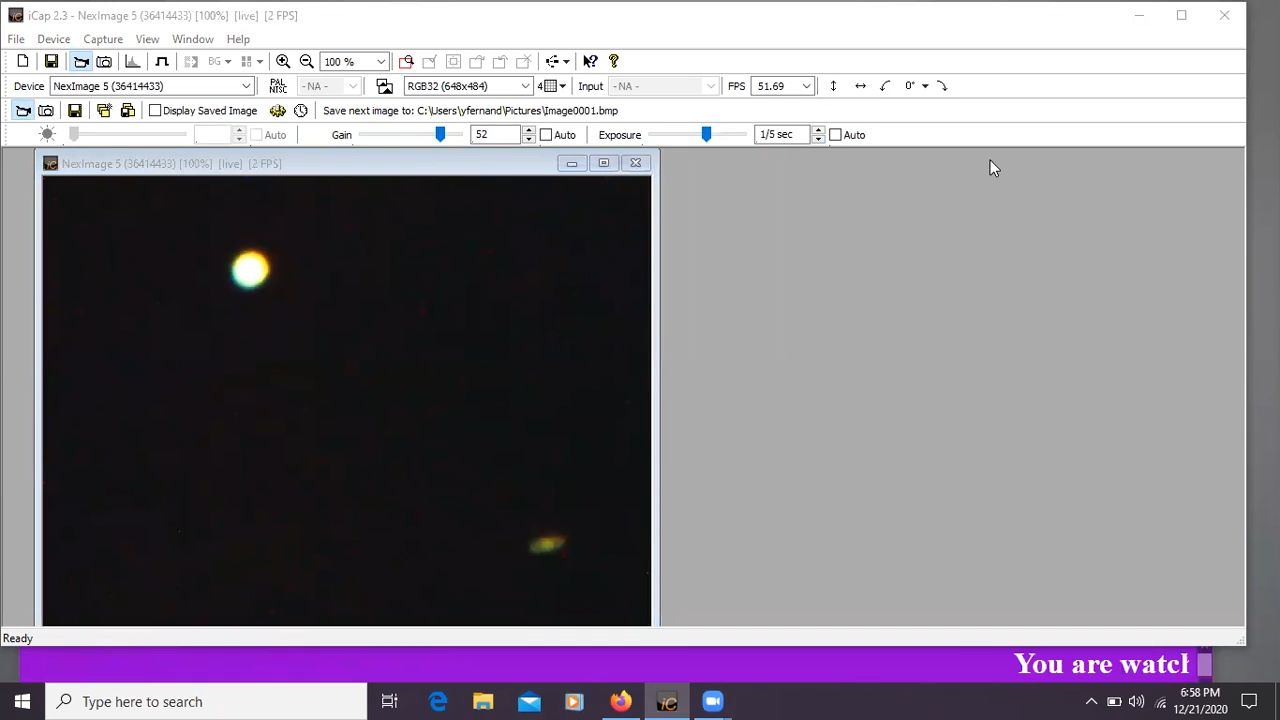 iCap 2.3 - NexImage 5 (36414433) [100%] [live] [2 FPS]
File Device Capture View Window Help
BG 100 %
Device NexImage 5 (36414433) PAL NTSC - NA - RGB32 (648x484) 4 Input - NA - FPS 51.69 0°
Display Saved Image Save next image to: C:\Users\yfernand\Pictures\Image0001.bmp
Auto Gain 52 Auto Exposure 1/5 sec Auto
NexImage 5 (36414433) [100%] [live] [2 FPS]
Ready
You are watch
Type here to search
iC
6:58 PM
12/21/2020